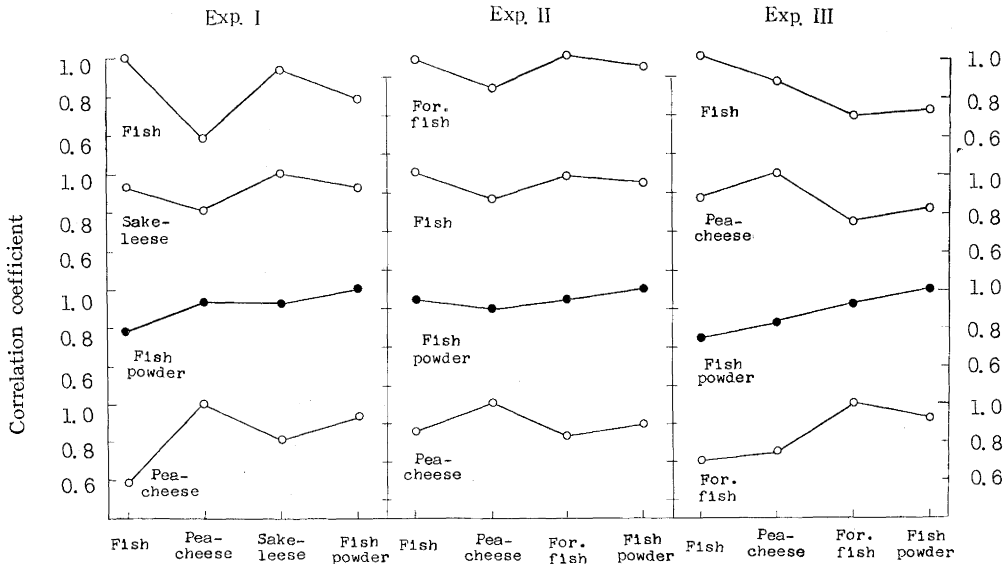 Exp. I
Exp. II
Exp. III
Correlation coefficient
1.0
0.8
0.6
1.0
0.8
0.6
1.0
0.8
0.6
1.0
0.8
0.6
Fish
Sake-
leese
Fish
powder
Pea-
cheese
For.
fish
Fish
Fish
powder
Pea-
cheese
Fish
Pea-
cheese
Fish
powder
For.
fish
1.0
0.8
0.6
1.0
0.8
0.6
1.0
0.8
0.6
1.0
0.8
0.6
Fish
Pea-
cheese
Sake-
leese
Fish
powder
Fish
Pea-
cheese
For.
fish
Fish
powder
Fish
Pea-
cheese
For.
fish
Fish
powder